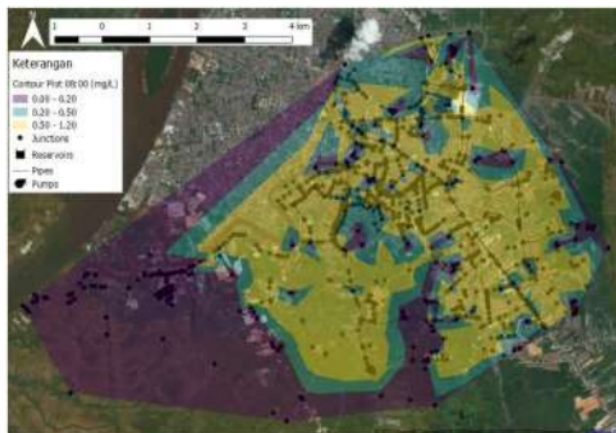 1 0 1 2 3 4 km
Keterangan
Contour Plot 08:00 (mg/L)
0.00 - 0.20
0.20 - 0.50
0.50 - 1.20
Junctions
Reservoirs
Pipes
Pumps